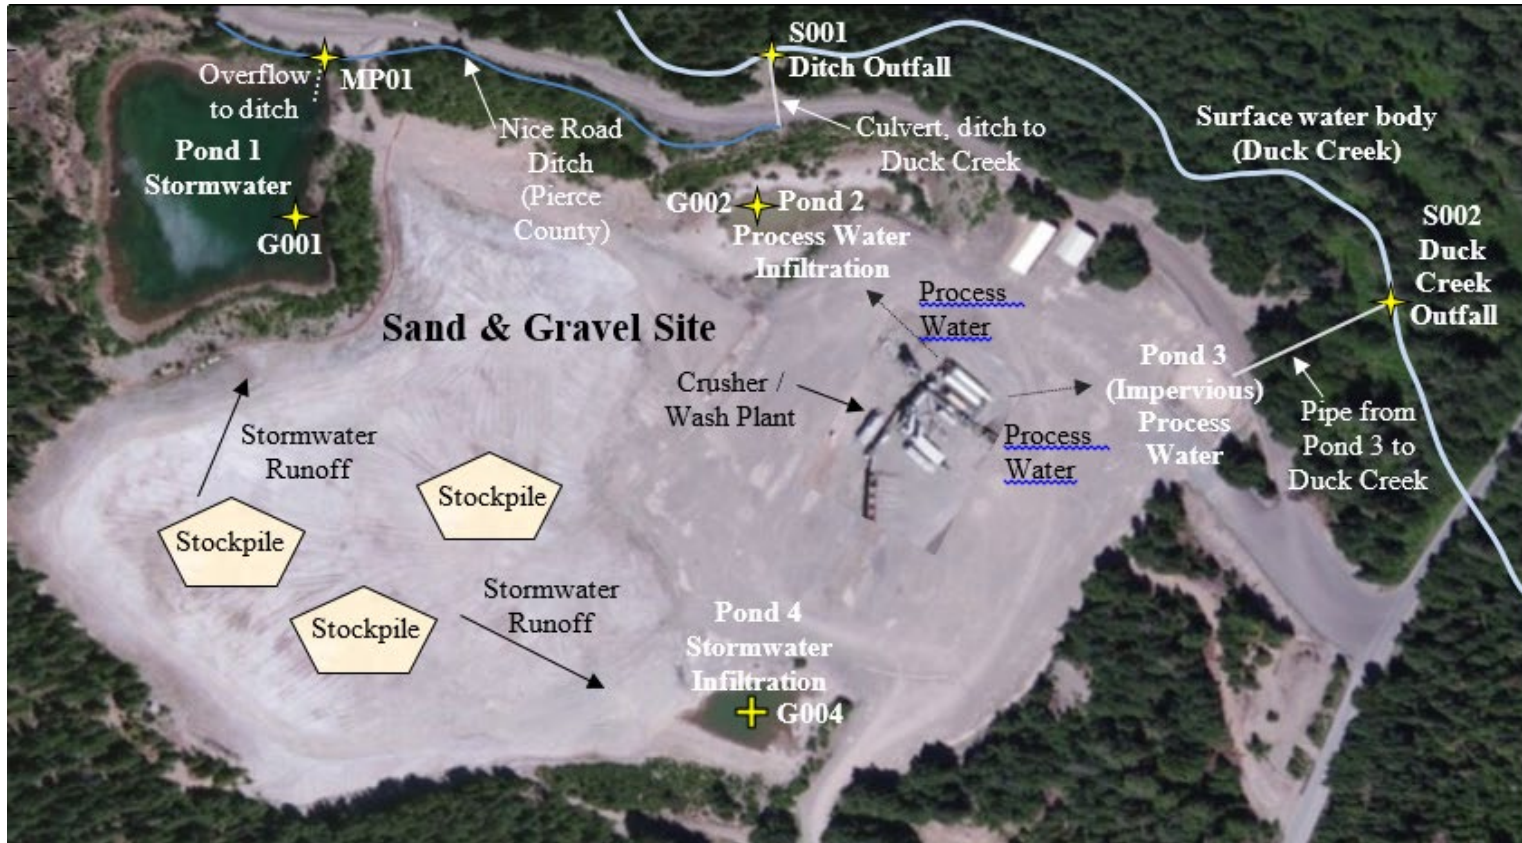 S001
Ditch Outfall
Overflow
to ditch
MP01
Surface water body
(Duck Creek)
Nice Road
Ditch
(Pierce
County)
Culvert, ditch to
Duck Creek
Pond 1
Stormwater
G001
G002
Pond 2
Process Water
Infiltration
S002
Duck
Creek
Outfall
Process
Water
Sand & Gravel Site
Pond 3
(Impervious)
Process
Water
Crusher /
Wash Plant
Pipe from
Pond 3 to
Duck Creek
Stormwater
Runoff
Process
Water
Stockpile
Stockpile
Stockpile
Stormwater
Runoff
Pond 4
Stormwater
Infiltration
G004